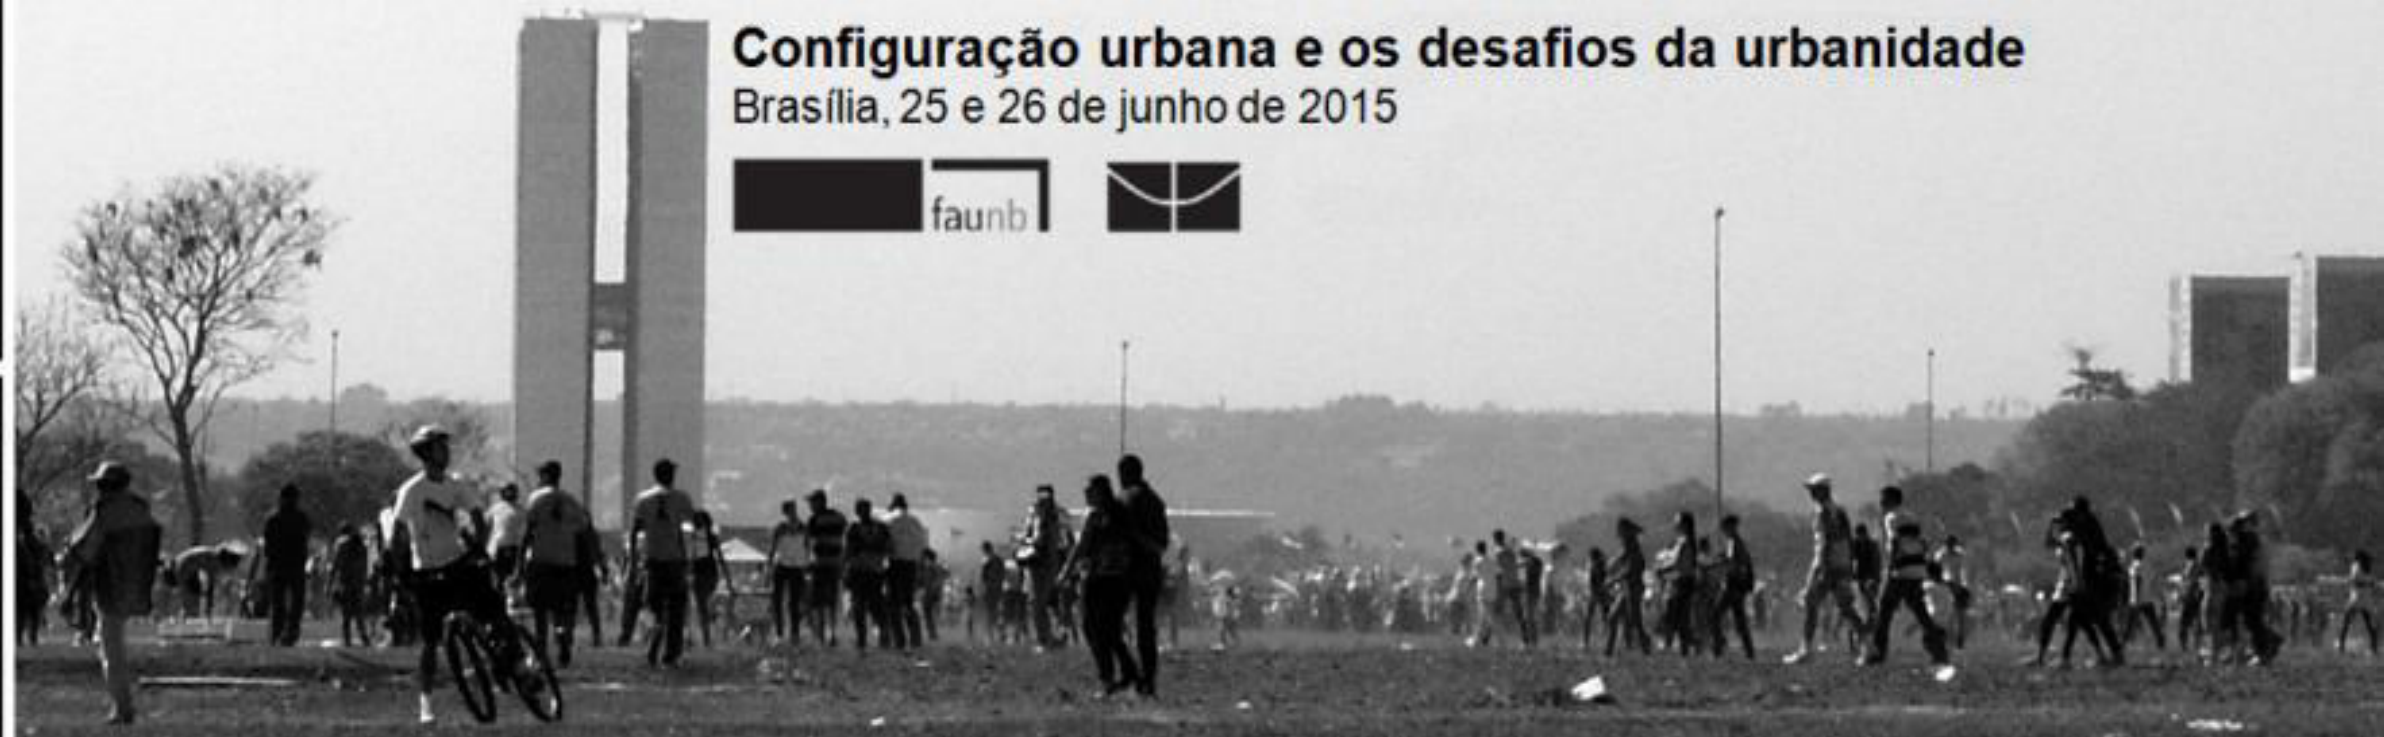 Configuração urbana e os desafios da urbanidade
Brasília, 25 e 26 de junho de 2015
faunb